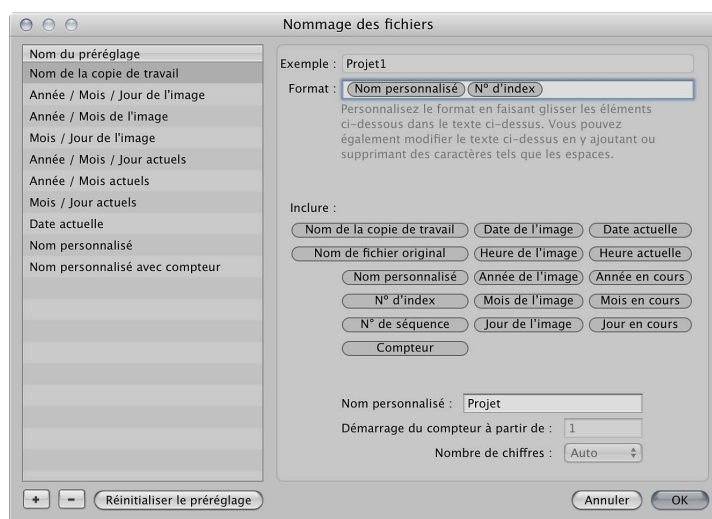 Nommage des fichiers
Nom du préréglage
Nom de la copie de travail
Année / Mois / Jour de l'image
Année / Mois de l'image
Mois / Jour de l'image
Année / Mois / Jour actuels
Année / Mois actuels
Mois / Jour actuels
Date actuelle
Nom personnalisé
Nom personnalisé avec compteur
Exemple : Projet1
Format : Nom personnalisé N° d'index
Personnalisez le format en faisant glisser les éléments
ci-dessous dans le texte ci-dessus. Vous pouvez
également modifier le texte ci-dessus en y ajoutant ou
supprimant des caractères tels que les espaces.
Inclure :
Nom de la copie de travail Date de l'image Date actuelle
Nom de fichier original Heure de l'image Heure actuelle
Nom personnalisé Année de l'image Année en cours
N° d'index Mois de l'image Mois en cours
N° de séquence Jour de l'image Jour en cours
Compteur
Nom personnalisé : Projet
Démarrage du compteur à partir de : 1
Nombre de chiffres : Auto
+ - Réinitialiser le préréglage Annuler OK